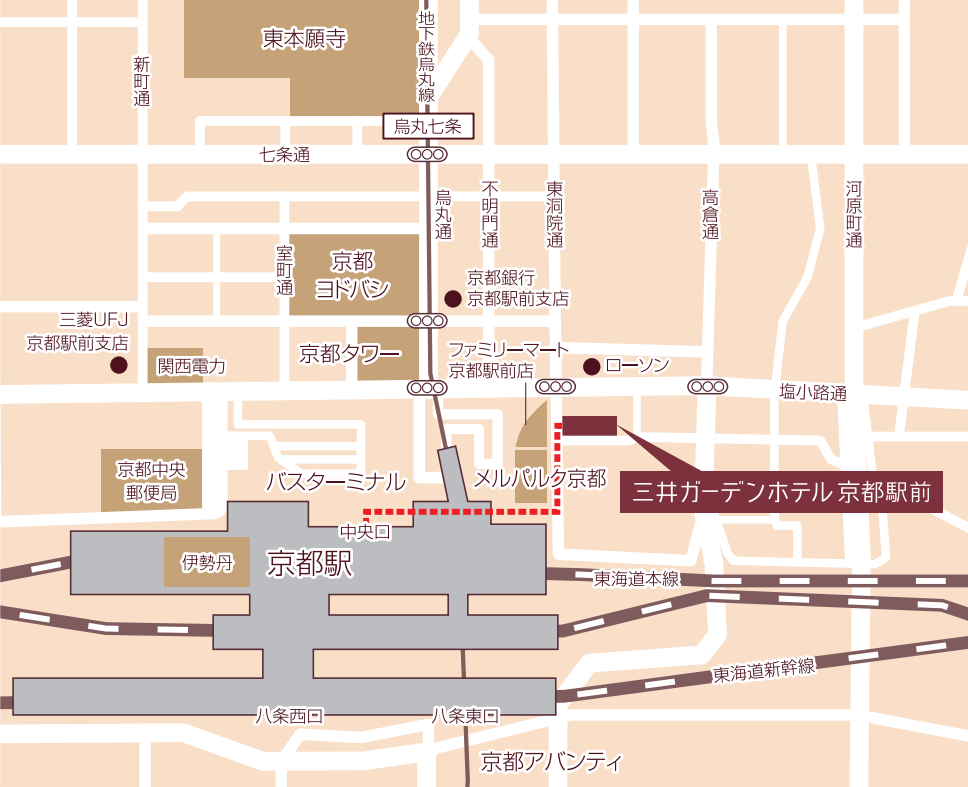 東本願寺
地下鉄烏丸線
新町通
烏丸七条
七条通
烏丸通
不明門通
東洞院通
高倉通
河原町通
室町通
京都
ヨドバシ
京都銀行
京都駅前支店
三菱UFJ
京都駅前支店
関西電力
京都タワー
ファミリーマート
京都駅前店
ローソン
塩小路通
京都中央
郵便局
バスターミナル
メルパルク京都
三井ガーデンホテル 京都駅前
中央口
伊勢丹
京都駅
東海道本線
東海道新幹線
八条西口
八条東口
京都アバンティ